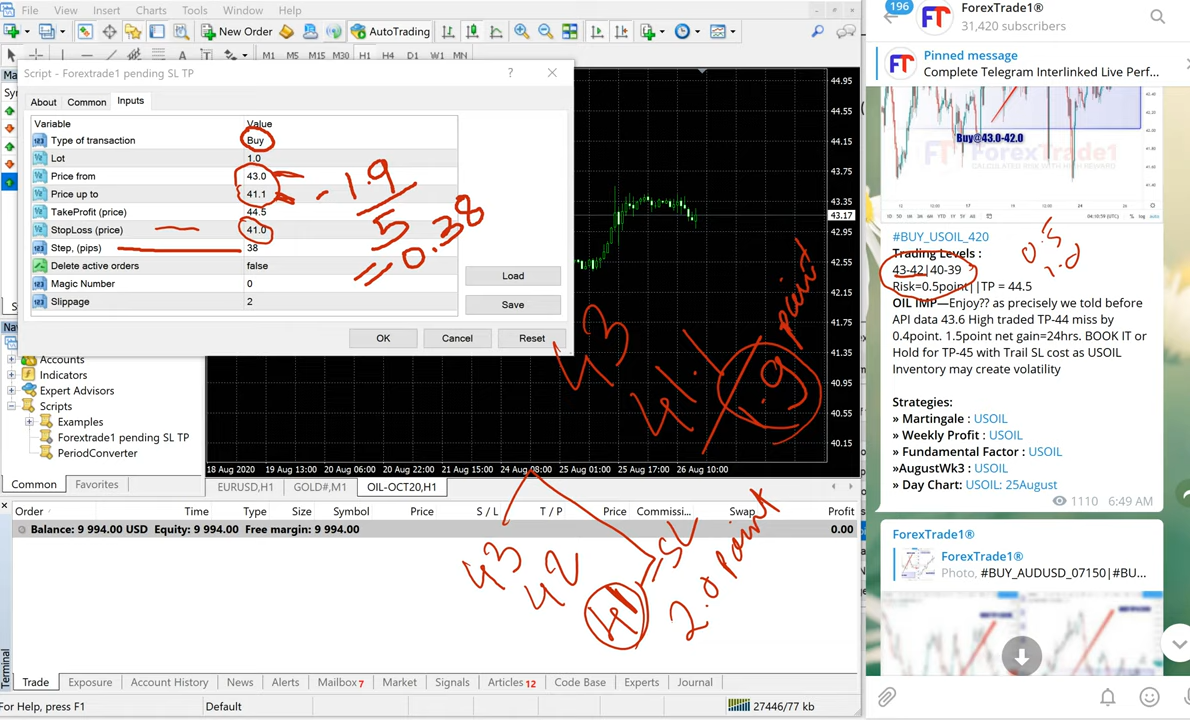 File View Insert Charts Tools Window Help
New Order AutoTrading
M1 M5 M15 M30 H1 H4 D1 W1 MN
Script - Forextrade1 pending SL TP
About Common Inputs
Variable Value
Type of transaction Buy
Lot 1.0
Price from 43.0
Price up to 41.1
TakeProfit (price) 44.5
StopLoss (price) 41.0
Step, (pips) 38
Delete active orders false
Magic Number 0
Slippage 2
Load
Save
OK Cancel Reset
1.9
5
= 0.38
43
41.1
1.9 point
44.95
44.55
44.15
43.75
43.35
43.17
42.95
42.55
42.15
41.75
41.35
40.95
40.55
40.15
18 Aug 2020 19 Aug 13:00 20 Aug 06:00 20 Aug 22:00 21 Aug 15:00 24 Aug 08:00 25 Aug 01:00 25 Aug 17:00 26 Aug 10:00
Accounts
Indicators
Expert Advisors
Scripts
Examples
Forextrade1 pending SL TP
PeriodConverter
Common Favorites
EURUSD,H1 GOLD#,M1 OIL-OCT20,H1
Order Time Type Size Symbol Price S / L T / P Price Commissi... Swap Profit
Balance: 9 994.00 USD Equity: 9 994.00 Free margin: 9 994.00 0.00
43
42
41
SL
2.0 point
Terminal
Trade Exposure Account History News Alerts Mailbox 7 Market Signals Articles 12 Code Base Experts Journal
For Help, press F1 Default 27446/77 kb
196
FT
ForexTrade1®
31,420 subscribers
Pinned message
Complete Telegram Interlinked Live Perf...
Buy@43.0-42.0
ForexTrade1
#BUY_USOIL_420
Trading Levels :
43-42|40-39
Risk=0.5point||TP = 44.5
OIL IMP—Enjoy?? as precisely we told before
API data 43.6 High traded TP-44 miss by
0.4point. 1.5point net gain=24hrs. BOOK IT or
Hold for TP-45 with Trail SL cost as USOIL
Inventory may create volatility
0.5
1.0
Strategies:
» Martingale : USOIL
» Weekly Profit : USOIL
» Fundamental Factor : USOIL
»AugustWk3 : USOIL
» Day Chart: USOIL: 25August
1110 6:49 AM
ForexTrade1®
ForexTrade1®
Photo, #BUY_AUDUSD_07150|#BU...